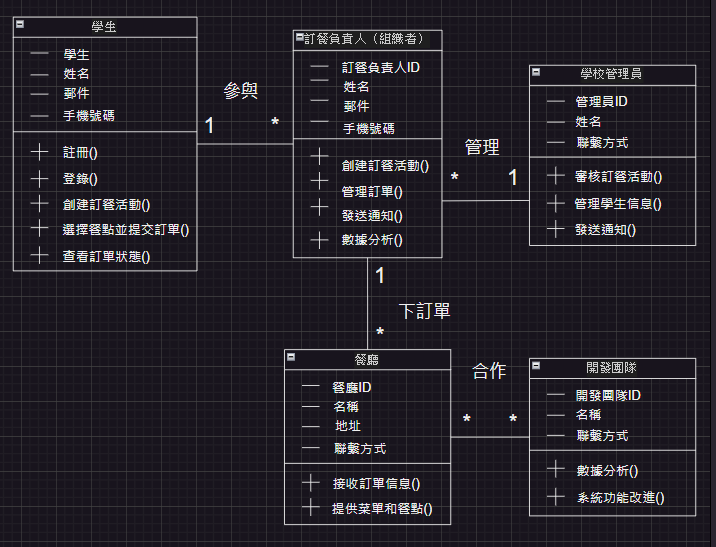 學生
— 學生
— 姓名
— 郵件
— 手機號碼
+ 註冊()
+ 登錄()
+ 創建訂餐活動()
+ 選擇餐點並提交訂單()
+ 查看訂單狀態()
參與
1
*
訂餐負責人（組織者）
— 訂餐負責人ID
— 姓名
— 郵件
— 手機號碼
+ 創建訂餐活動()
+ 管理訂單()
+ 發送通知()
+ 數據分析()
管理
*
1
學校管理員
— 管理員ID
— 姓名
— 聯繫方式
+ 審核訂餐活動()
+ 管理學生信息()
+ 發送通知()
1
下訂單
*
餐廳
— 餐廳ID
— 名稱
— 地址
— 聯繫方式
+ 接收訂單信息()
+ 提供菜單和餐點()
合作
*
*
開發團隊
— 開發團隊ID
— 名稱
— 聯繫方式
+ 數據分析()
+ 系統功能改進()